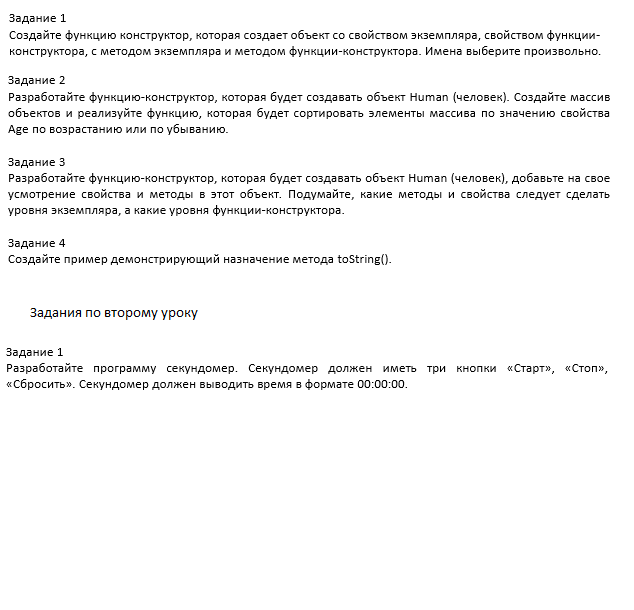 Задание 1
Создайте функцию конструктор, которая создает объект со свойством экземпляра, свойством функции-
конструктора, с методом экземпляра и методом функции-конструктора. Имена выберите произвольно.
Задание 2
Разработайте функцию-конструктор, которая будет создавать объект Human (человек). Создайте массив
объектов и реализуйте функцию, которая будет сортировать элементы массива по значению свойства
Age по возрастанию или по убыванию.
Задание 3
Разработайте функцию-конструктор, которая будет создавать объект Human (человек), добавьте на свое
усмотрение свойства и методы в этот объект. Подумайте, какие методы и свойства следует сделать
уровня экземпляра, а какие уровня функции-конструктора.
Задание 4
Создайте пример демонстрирующий назначение метода toString().
Задания по второму уроку
Задание 1
Разработайте программу секундомер. Секундомер должен иметь три кнопки «Старт», «Стоп»,
«Сбросить». Секундомер должен выводить время в формате 00:00:00.